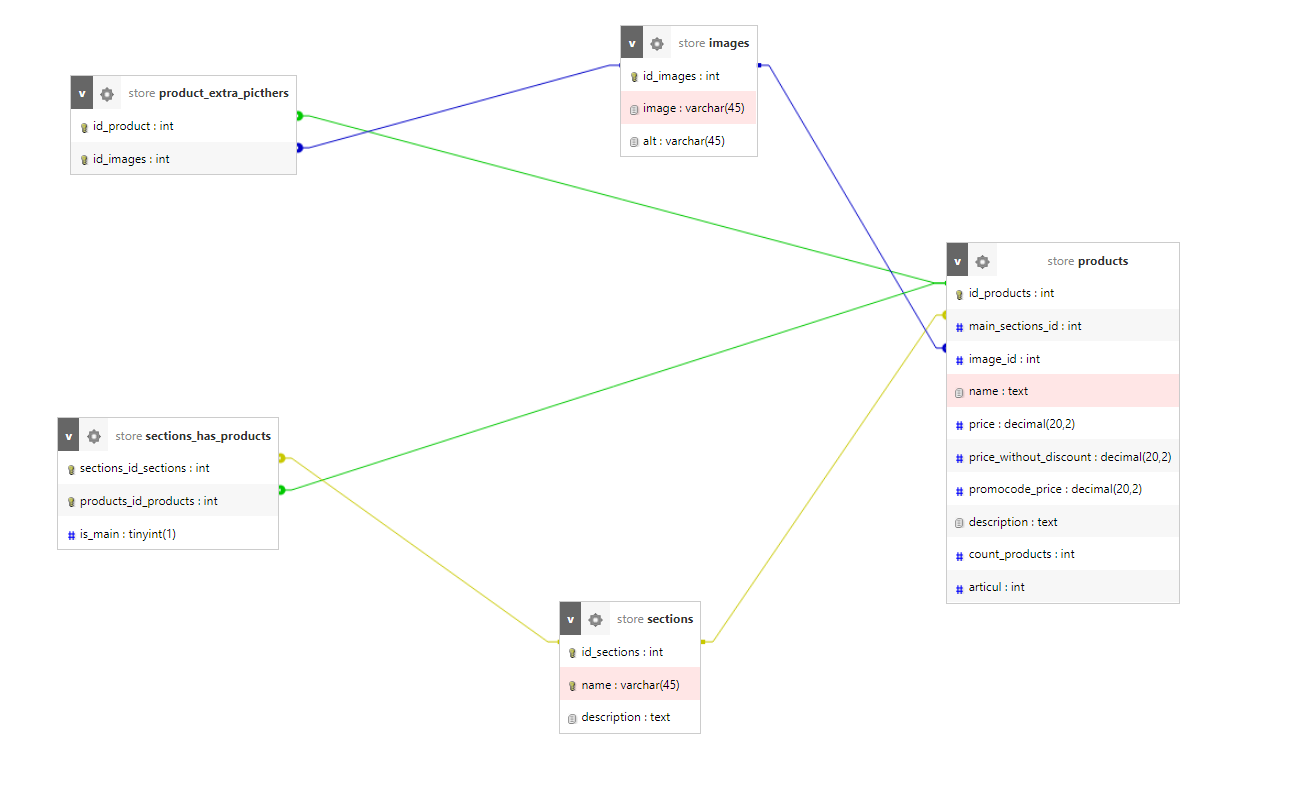 v store images
id_images : int
image : varchar(45)
alt : varchar(45)
v store product_extra_picthers
id_product : int
id_images : int
v store products
id_products : int
main_sections_id : int
image_id : int
name : text
price : decimal(20,2)
price_without_discount : decimal(20,2)
promocode_price : decimal(20,2)
description : text
count_products : int
articul : int
v store sections_has_products
sections_id_sections : int
products_id_products : int
is_main : tinyint(1)
v store sections
id_sections : int
name : varchar(45)
description : text